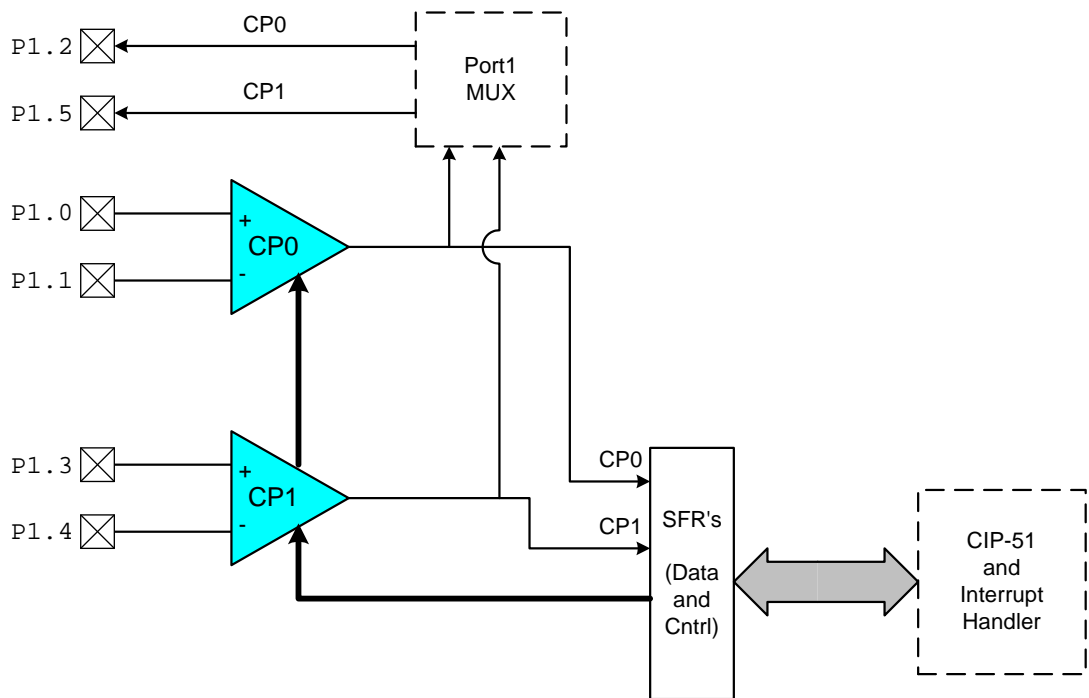 P1.2
CP0
P1.5
CP1
Port1
MUX
P1.0
+
CP0
P1.1
-
P1.3
+
CP1
P1.4
-
CP0
CP1
SFR's
(Data
and
Cntrl)
CIP-51
and
Interrupt
Handler